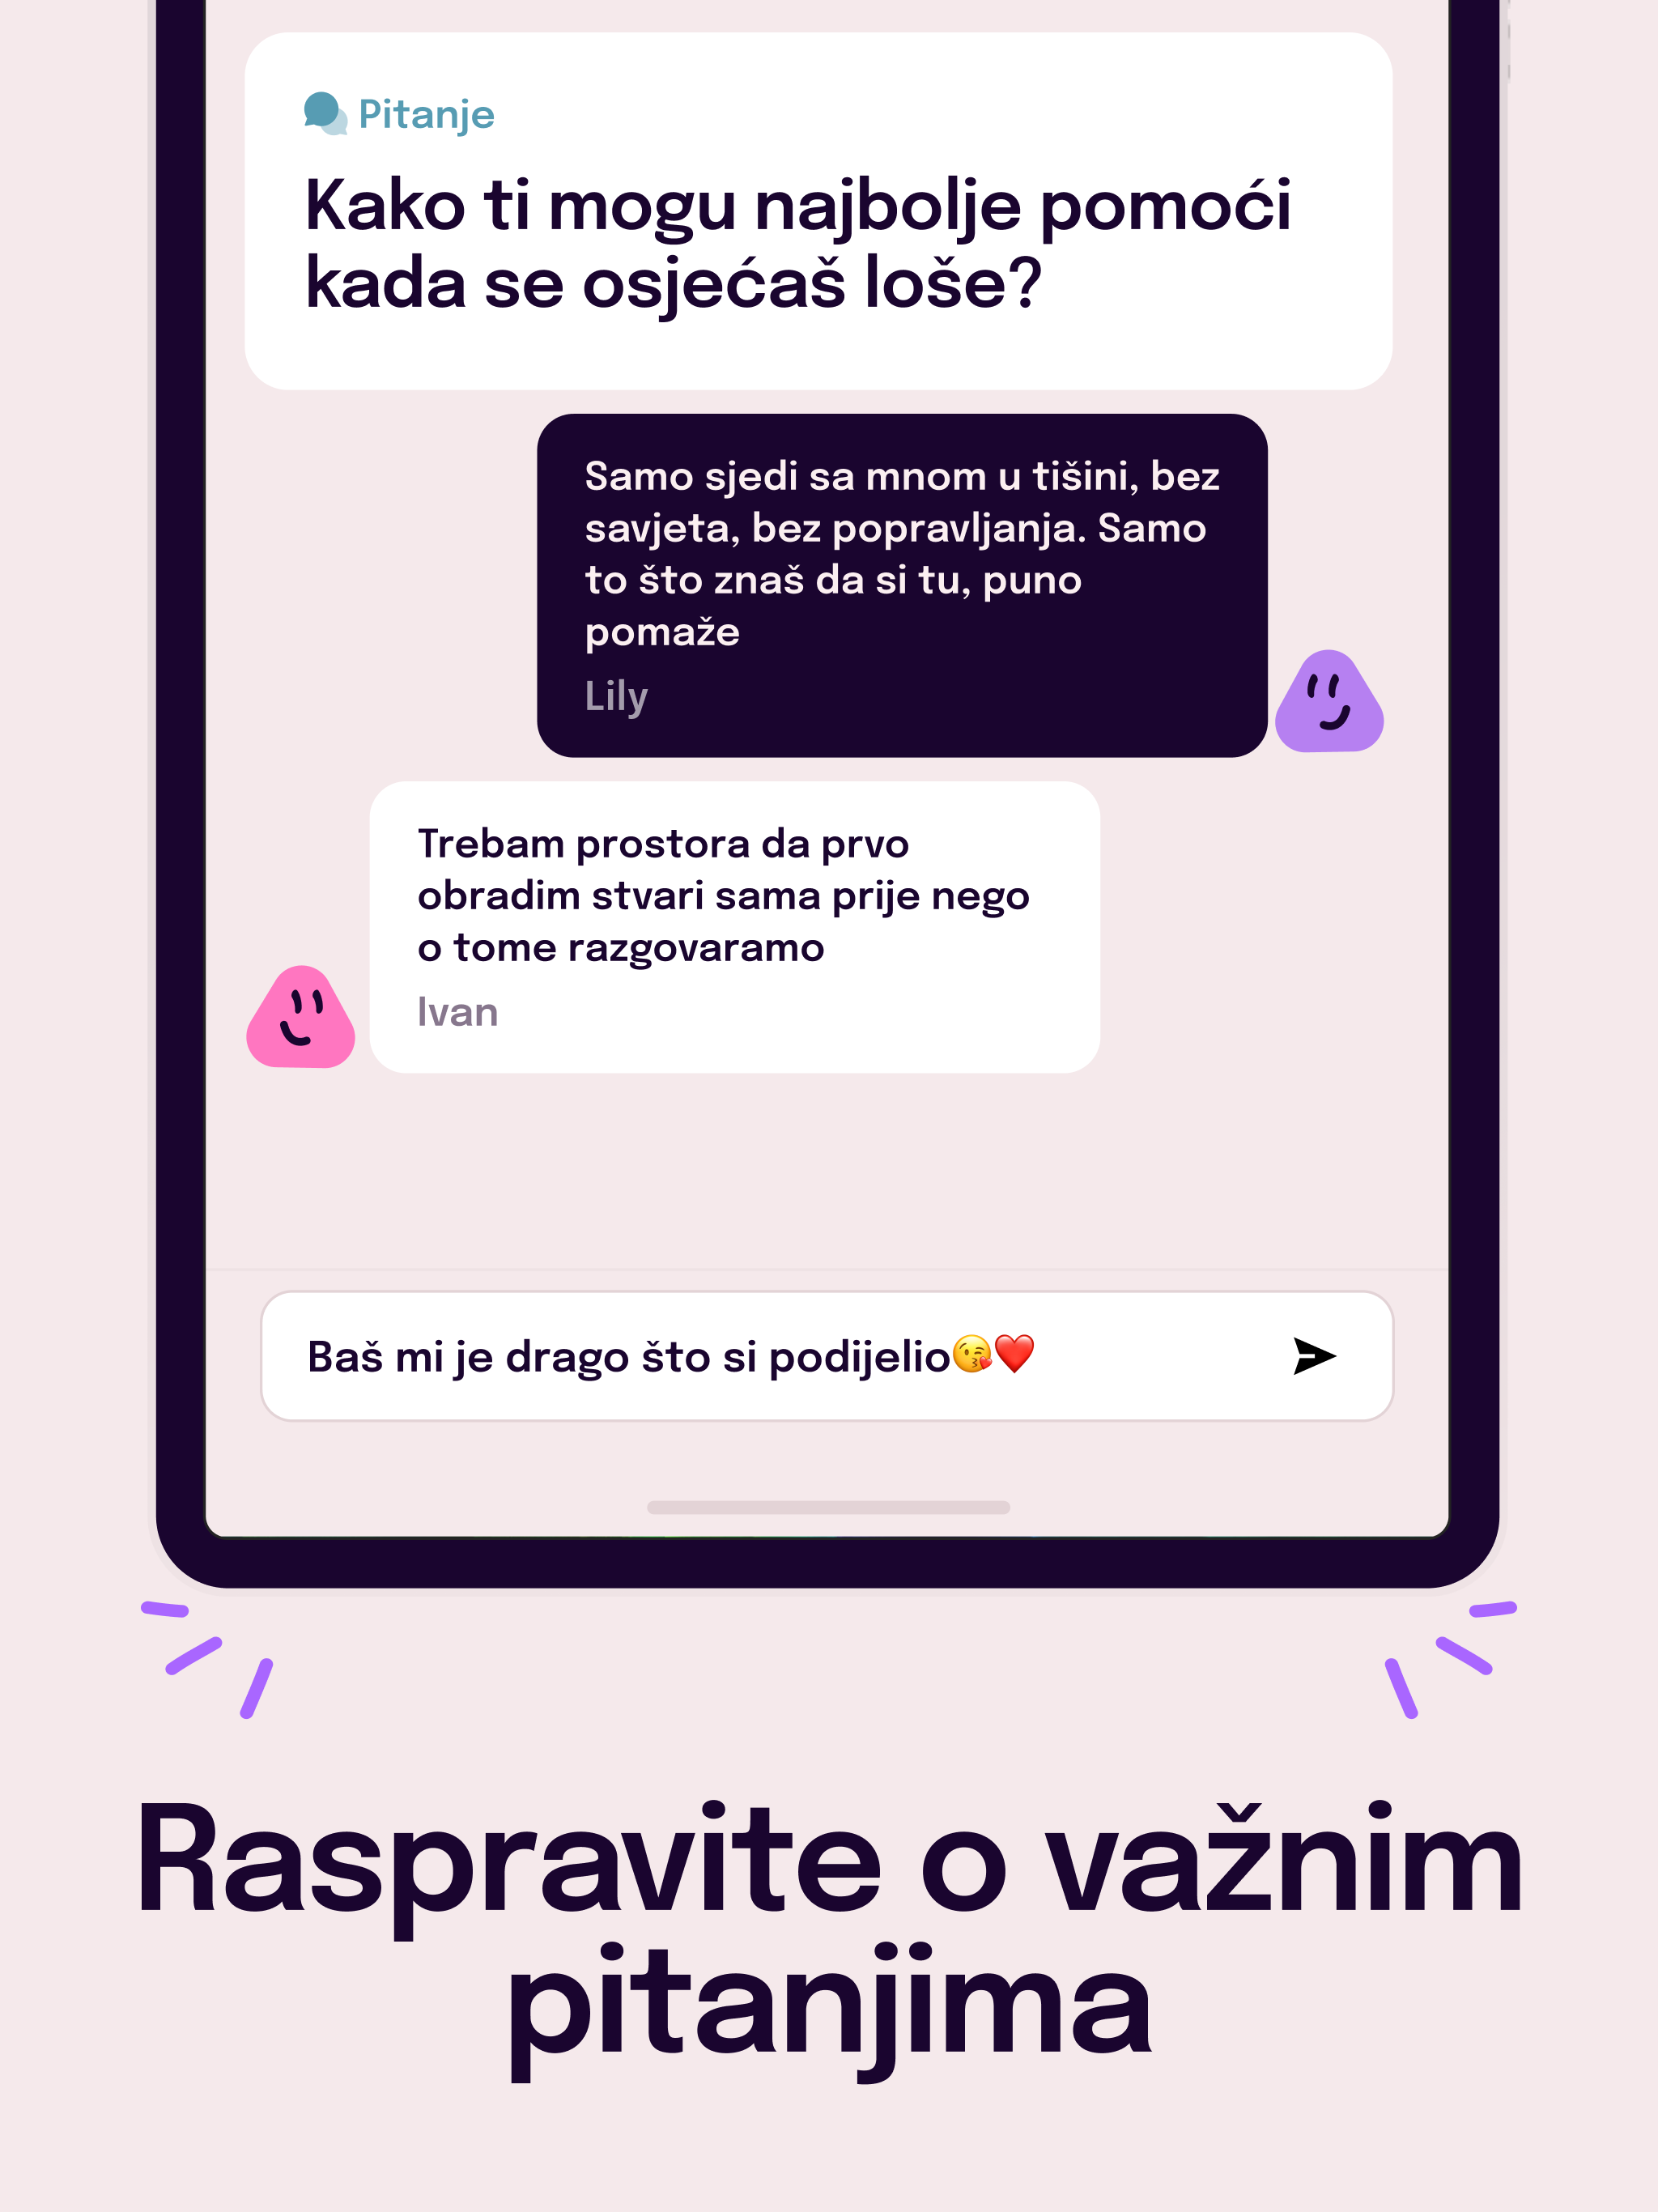 Pitanje
Kako ti mogu najbolje pomoći
kada se osjećaš loše?
Samo sjedi sa mnom u tišini, bez
savjeta, bez popravljanja. Samo
to što znaš da si tu, puno
pomaže
Lily
Trebam prostora da prvo
obradim stvari sama prije nego
o tome razgovaramo
Ivan
Baš mi je drago što si podijelio😘❤️
Raspravite o važnim
pitanjima